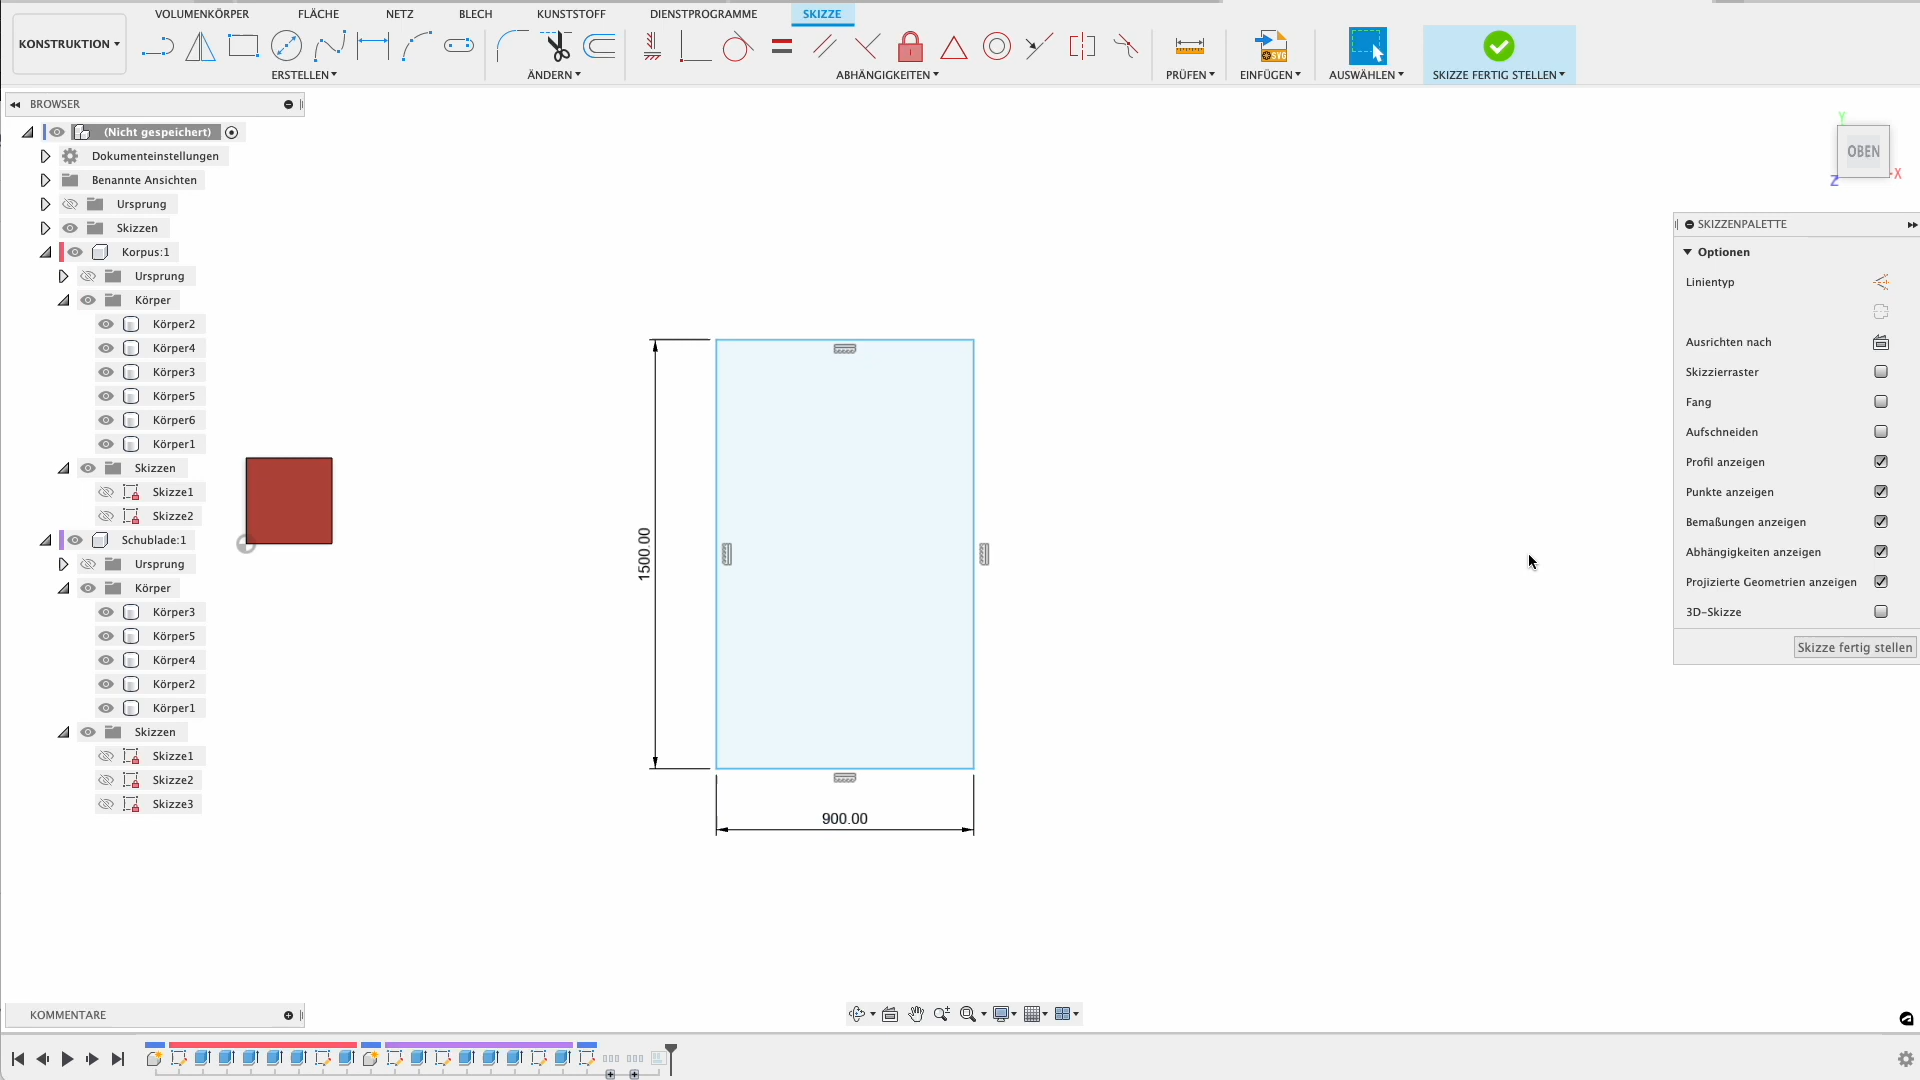 VOLUMENKÖRPER FLÄCHE NETZ BLECH KUNSTSTOFF DIENSTPROGRAMME SKIZZE
KONSTRUKTION
ERSTELLEN ÄNDERN ABHÄNGIGKEITEN PRÜFEN EINFÜGEN AUSWÄHLEN SKIZZE FERTIG STELLEN
SVG
BROWSER
(Nicht gespeichert)
Dokumenteinstellungen
Benannte Ansichten
Ursprung
Skizzen
Korpus:1
Ursprung
Körper
Körper2
Körper4
Körper3
Körper5
Körper6
Körper1
Skizzen
Skizze1
Skizze2
Schublade:1
Ursprung
Körper
Körper3
Körper5
Körper4
Körper2
Körper1
Skizzen
Skizze1
Skizze2
Skizze3
1500.00
900.00
Y
OBEN
X
Z
SKIZZENPALETTE
Optionen
Linientyp
Ausrichten nach
Skizzierraster
Fang
Aufschneiden
Profil anzeigen
Punkte anzeigen
Bemaßungen anzeigen
Abhängigkeiten anzeigen
Projizierte Geometrien anzeigen
3D-Skizze
Skizze fertig stellen
KOMMENTARE